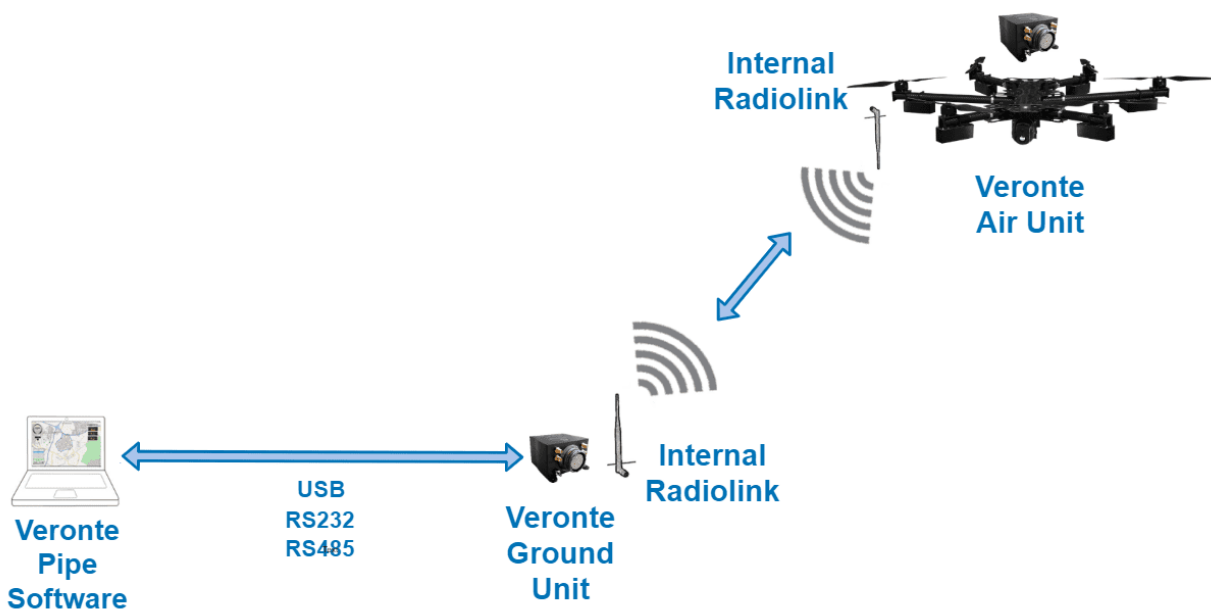 Internal
Radiolink
Veronte
Air Unit
Internal
Radiolink
USB
RS232
RS485
Veronte
Pipe
Software
Veronte
Ground
Unit